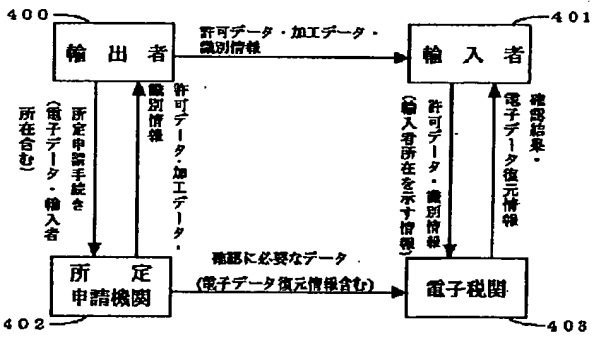 400
401
輸出者
許可データ・加工データ・
識別情報
輸入者
所定申請手続き
(電子データ・輸入者
所在含む)
許可データ・加工データ・
識別情報
許可データ・識別情報
(輸入者所在を示す情報)
確認結果・
電子データ復元情報
所定
申請機関
確認に必要なデータ
(電子データ復元情報含む)
電子税関
402
403